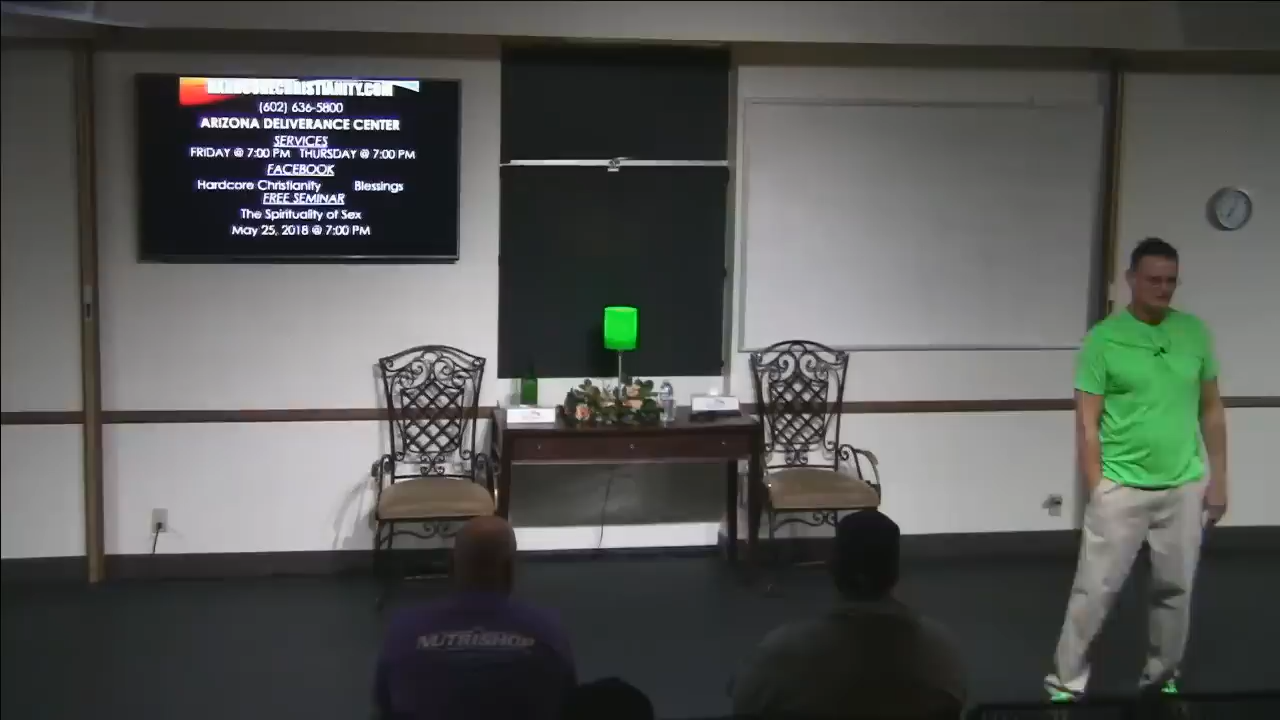 HARDCORECHRISTIANITY.COM
(602) 636-5800
ARIZONA DELIVERANCE CENTER
SERVICES
FRIDAY @ 7:00 PM THURSDAY @ 7:00 PM
FACEBOOK
Hardcore Christianity Blessings
FREE SEMINAR
The Spirituality of Sex
May 25, 2018 @ 7:00 PM
NUTRISHOP